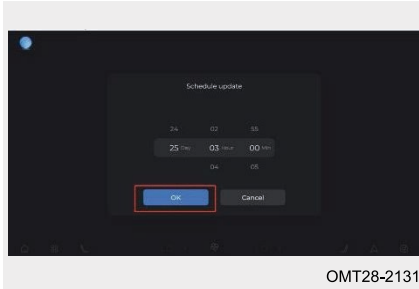 Schedule update
24 02 55
25 Day 03 Hour 00 Min
04 05
OK Cancel
OMT28-2131